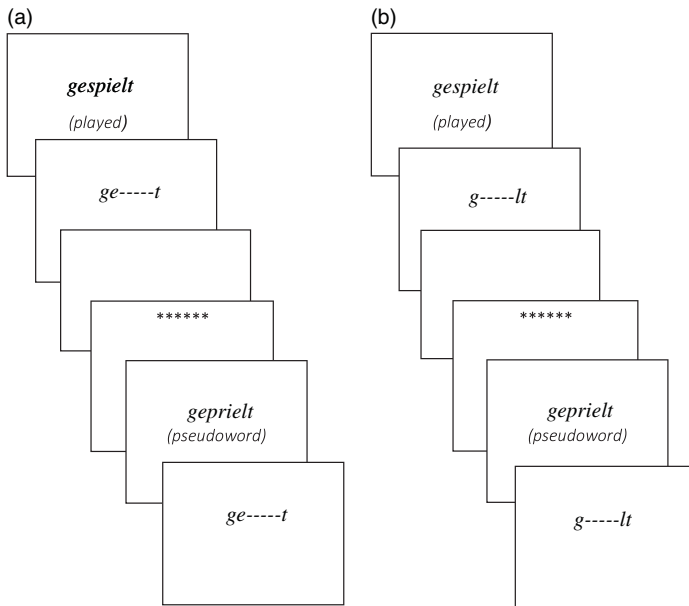 (a)
gespielt
(played)
ge-----t
******
geprielt
(pseudoword)
ge-----t
(b)
gespielt
(played)
g-----lt
******
geprielt
(pseudoword)
g-----lt